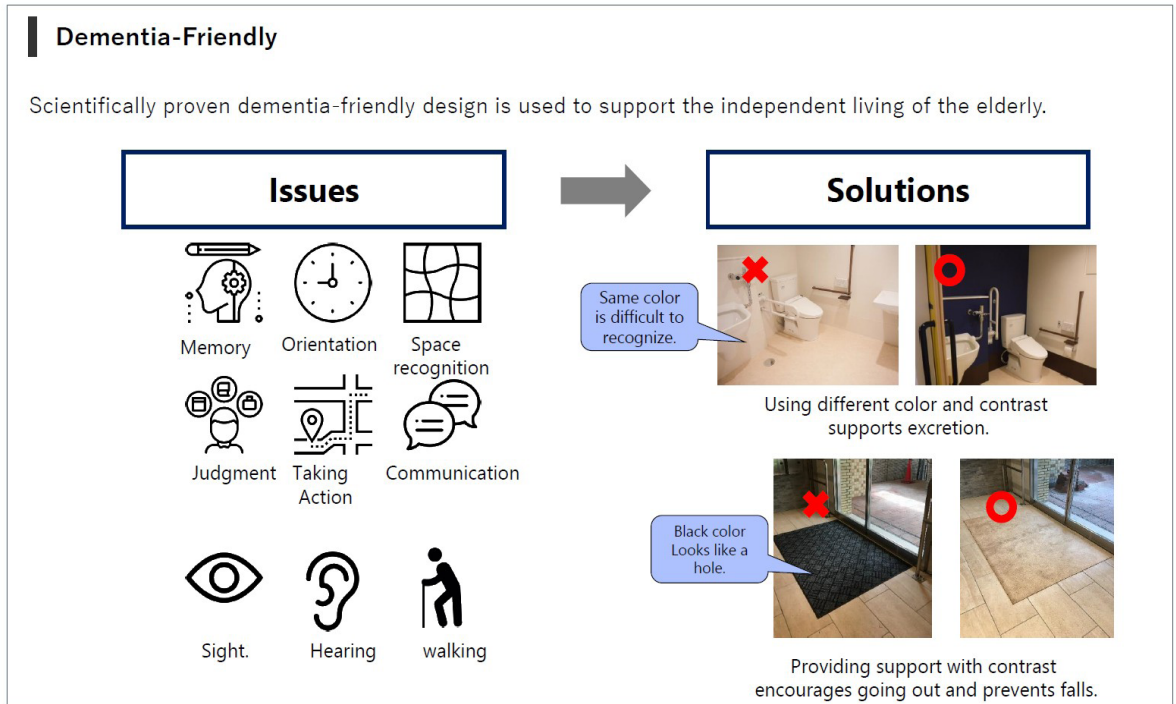 Dementia-Friendly
Scientifically proven dementia-friendly design is used to support the independent living of the elderly.
Issues
Memory
Orientation
Space
recognition
Judgment
Taking
Action
Communication
Sight.
Hearing
walking
Solutions
Same color
is difficult to
recognize.
Using different color and contrast
supports excretion.
Black color
Looks like a
hole.
Providing support with contrast
encourages going out and prevents falls.